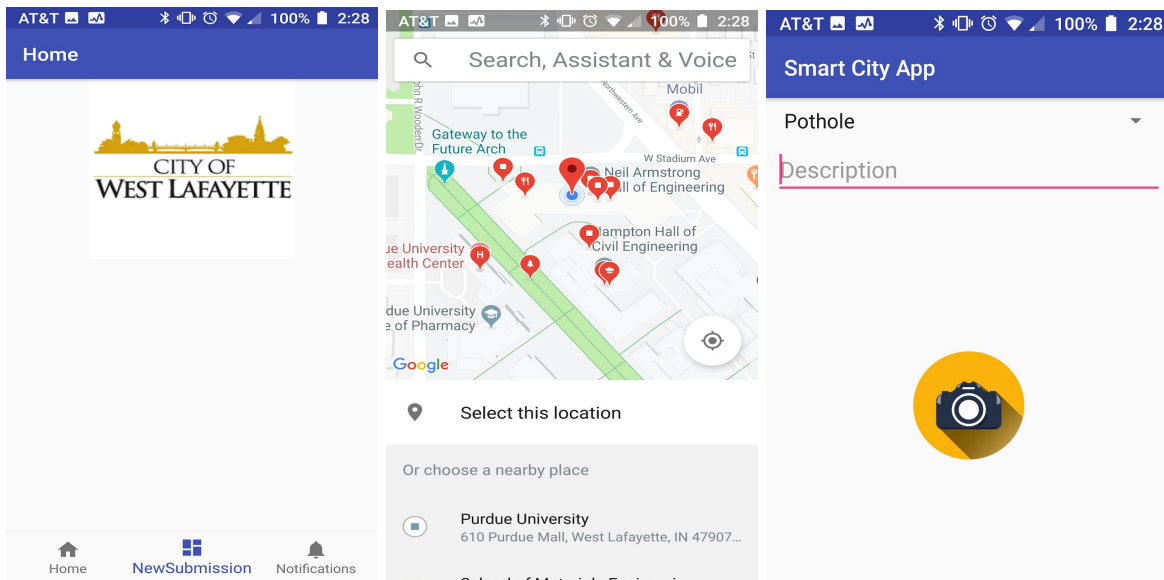 AT&T 100% 2:28
Home
CITY OF
WEST LAFAYETTE
Home
NewSubmission
Notifications
AT&T 100% 2:28
Search, Assistant & Voice
Mobil
Northwestern Ave
Gateway to the
Future Arch
W Stadium Ave
Neil Armstrong
all of Engineering
Hampton Hall of
Civil Engineering
ue University
ealth Center
H
due University
e of Pharmacy
Google
Select this location
Or choose a nearby place
Purdue University
610 Purdue Mall, West Lafayette, IN 47907...
AT&T 100% 2:28
Smart City App
Pothole
Description